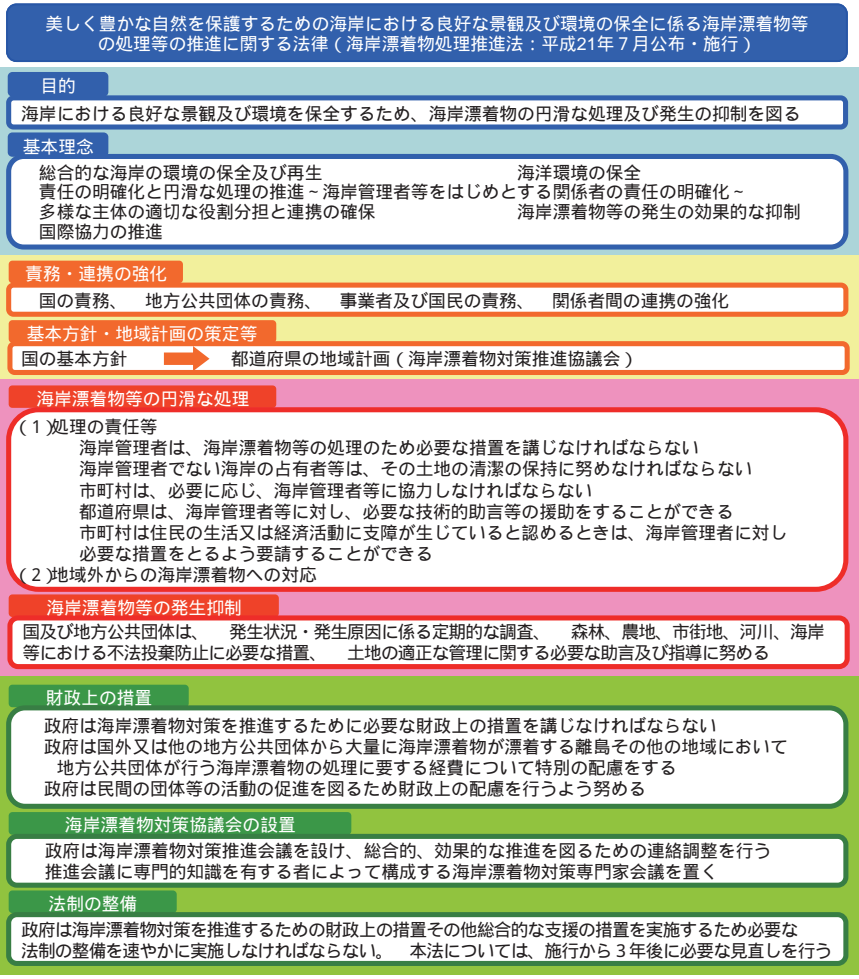 美しく豊かな自然を保護するための海岸における良好な景観及び環境の保全に係る海岸漂着物等
の処理等の推進に関する法律(海岸漂着物処理推進法:平成21年7月公布・施行)
目的
海岸における良好な景観及び環境を保全するため、海岸漂着物の円滑な処理及び発生の抑制を図る
基本理念
総合的な海岸の環境の保全及び再生 海洋環境の保全
責任の明確化と円滑な処理の推進~海岸管理者等をはじめとする関係者の責任の明確化~
多様な主体の適切な役割分担と連携の確保 海岸漂着物等の発生の効果的な抑制
国際協力の推進
責務・連携の強化
国の責務、 地方公共団体の責務、 事業者及び国民の責務、 関係者間の連携の強化
基本方針・地域計画の策定等
国の基本方針 都道府県の地域計画(海岸漂着物対策推進協議会)
海岸漂着物等の円滑な処理
(1)処理の責任等
海岸管理者は、海岸漂着物等の処理のため必要な措置を講じなければならない
海岸管理者でない海岸の占有者等は、その土地の清潔の保持に努めなければならない
市町村は、必要に応じ、海岸管理者等に協力しなければならない
都道府県は、海岸管理者等に対し、必要な技術的助言等の援助をすることができる
市町村は住民の生活又は経済活動に支障が生じていると認めるときは、海岸管理者に対し
必要な措置をとるよう要請することができる
(2)地域外からの海岸漂着物への対応
海岸漂着物等の発生抑制
国及び地方公共団体は、 発生状況・発生原因に係る定期的な調査、 森林、農地、市街地、河川、海岸
等における不法投棄防止に必要な措置、 土地の適正な管理に関する必要な助言及び指導に努める
財政上の措置
政府は海岸漂着物対策を推進するために必要な財政上の措置を講じなければならない
政府は国外又は他の地方公共団体から大量に海岸漂着物が漂着する離島その他の地域において
地方公共団体が行う海岸漂着物の処理に要する経費について特別の配慮をする
政府は民間の団体等の活動の促進を図るため財政上の配慮を行うよう努める
海岸漂着物対策協議会の設置
政府は海岸漂着物対策推進会議を設け、総合的、効果的な推進を図るための連絡調整を行う
推進会議に専門的知識を有する者によって構成する海岸漂着物対策専門家会議を置く
法制の整備
政府は海岸漂着物対策を推進するための財政上の措置その他総合的な支援の措置を実施するため必要な
法制の整備を速やかに実施しなければならない。 本法については、施行から3年後に必要な見直しを行う